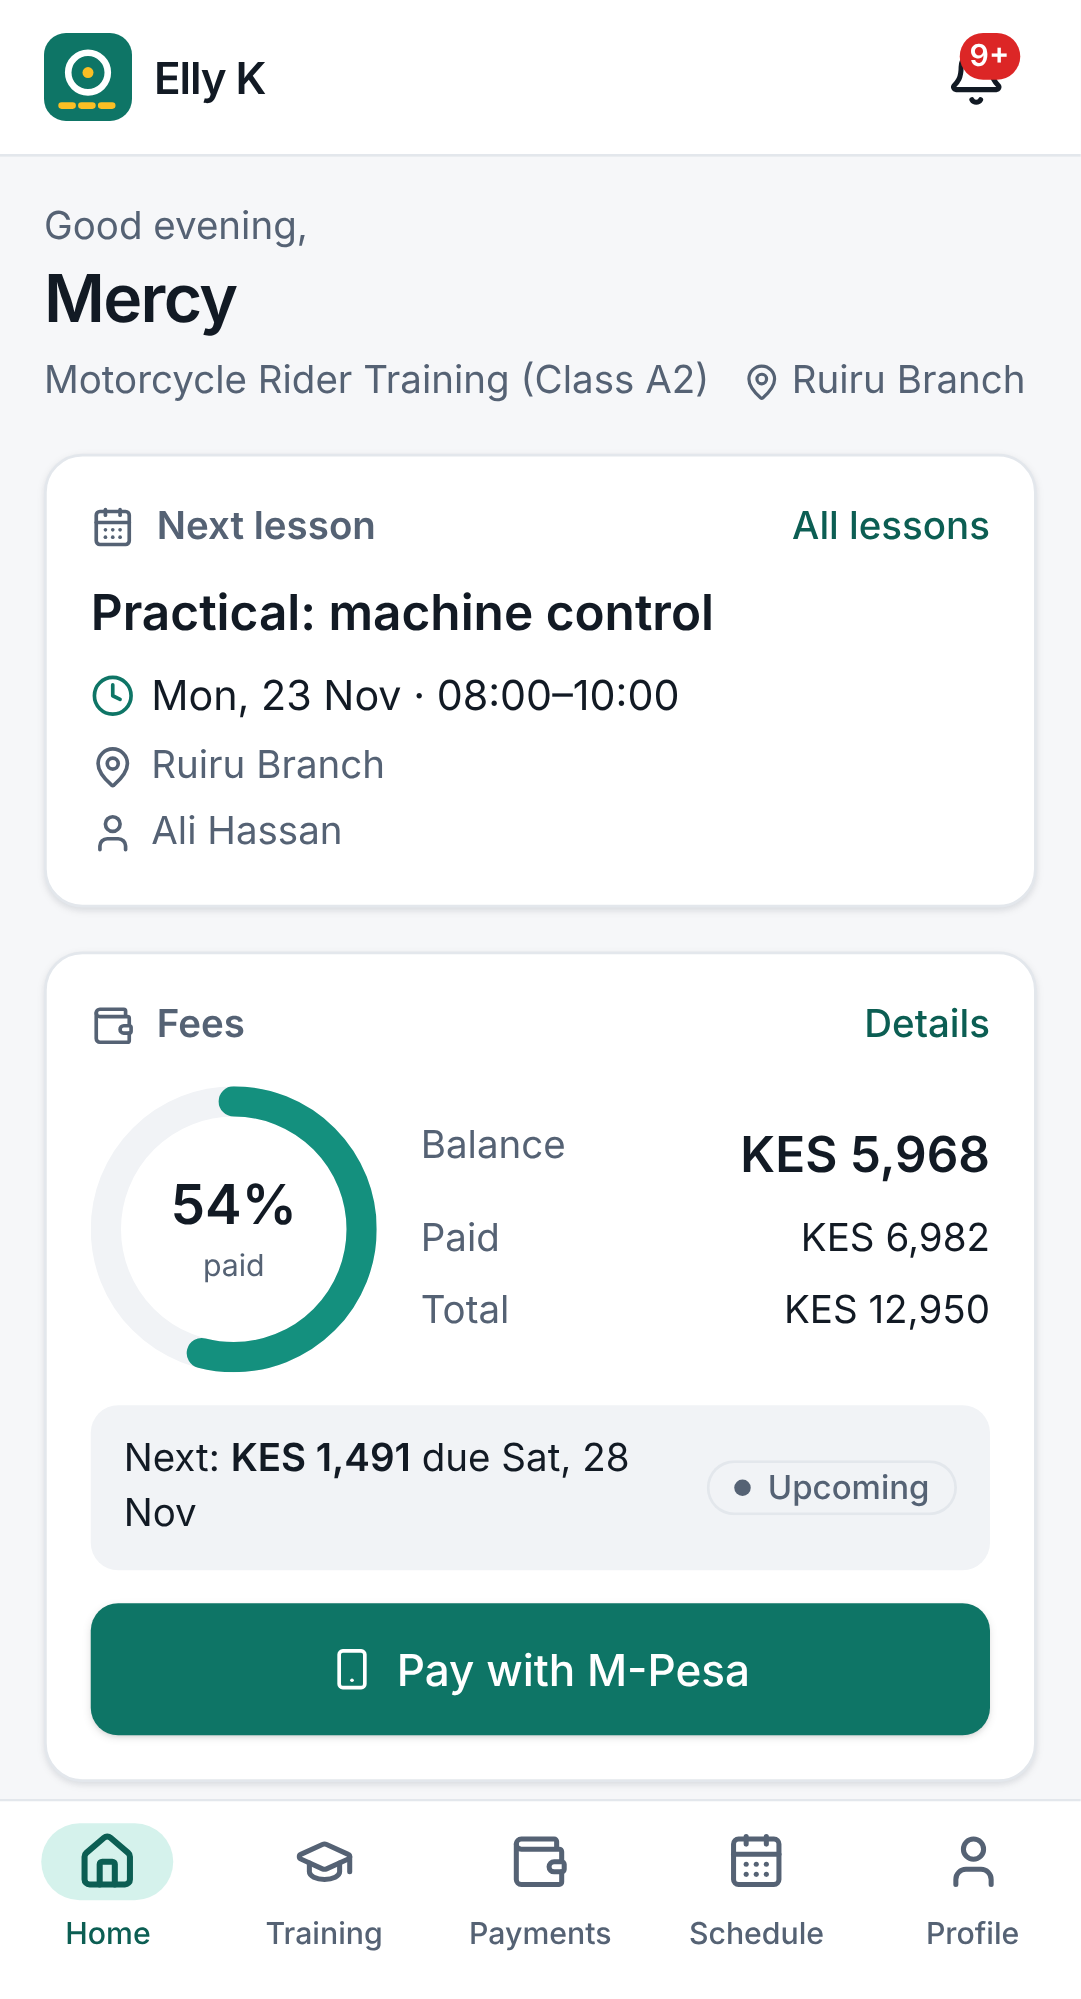 Elly K
9+
Good evening,
Mercy
Motorcycle Rider Training (Class A2) Ruiru Branch
Next lesson All lessons
Practical: machine control
Mon, 23 Nov · 08:00–10:00
Ruiru Branch
Ali Hassan
Fees Details
54%
paid
Balance KES 5,968
Paid KES 6,982
Total KES 12,950
Next: KES 1,491 due Sat, 28
Nov
Upcoming
Pay with M-Pesa
Home Training Payments Schedule Profile